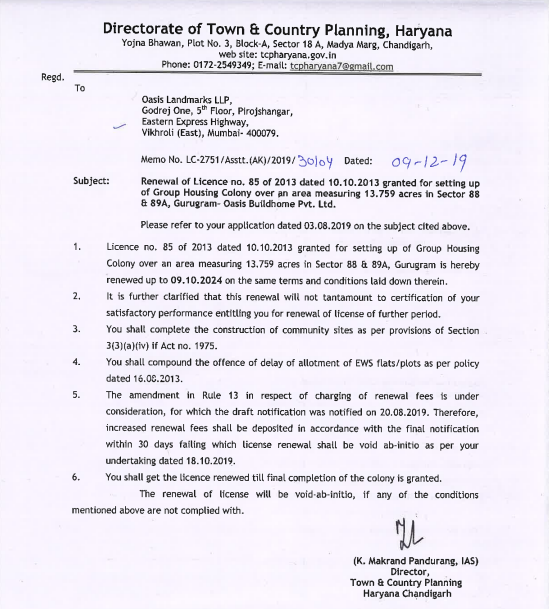 Directorate of Town & Country Planning, Haryana
Yojna Bhawan, Plot No. 3, Block-A, Sector 18 A, Madya Marg, Chandigarh,
web site: tcpharyana.gov.in
Phone: 0172-2549349; E-mail: tcpharyana7@gmail.com
Regd.
To
Oasis Landmarks LLP,
Godrej One, 5th Floor, Pirojshangar,
Eastern Express Highway,
Vikhroli (East), Mumbai- 400079.
Memo No. LC-2751/Asstt.(AK)/2019/30104 Dated: 09-12-19
Subject: Renewal of Licence no. 85 of 2013 dated 10.10.2013 granted for setting up
of Group Housing Colony over an area measuring 13.759 acres in Sector 88
& 89A, Gurugram- Oasis Buildhome Pvt. Ltd.
Please refer to your application dated 03.08.2019 on the subject cited above.
1. Licence no. 85 of 2013 dated 10.10.2013 granted for setting up of Group Housing
Colony over an area measuring 13.759 acres in Sector 88 & 89A, Gurugram is hereby
renewed up to 09.10.2024 on the same terms and conditions laid down therein.
2. It is further clarified that this renewal will not tantamount to certification of your
satisfactory performance entitling you for renewal of license of further period.
3. You shall complete the construction of community sites as per provisions of Section
3(3)(a)(iv) if Act no. 1975.
4. You shall compound the offence of delay of allotment of EWS flats/plots as per policy
dated 16.08.2013.
5. The amendment in Rule 13 in respect of charging of renewal fees is under
consideration, for which the draft notification was notified on 20.08.2019. Therefore,
increased renewal fees shall be deposited in accordance with the final notification
within 30 days failing which license renewal shall be void ab-initio as per your
undertaking dated 18.10.2019.
6. You shall get the licence renewed till final completion of the colony is granted.
The renewal of license will be void-ab-initio, if any of the conditions
mentioned above are not complied with.
(K. Makrand Pandurang, IAS)
Director,
Town & Country Planning
Haryana Chandigarh